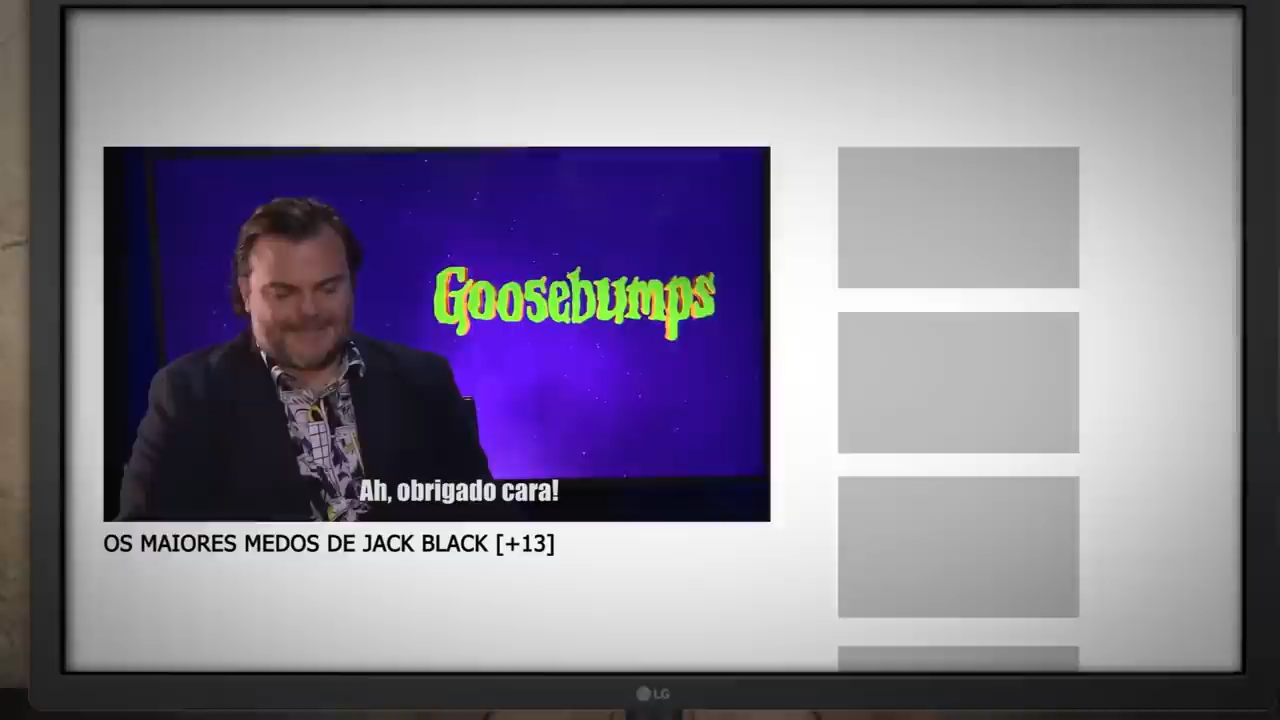 Goosebumps
Ah, obrigado cara!
OS MAIORES MEDOS DE JACK BLACK [+13]
LG